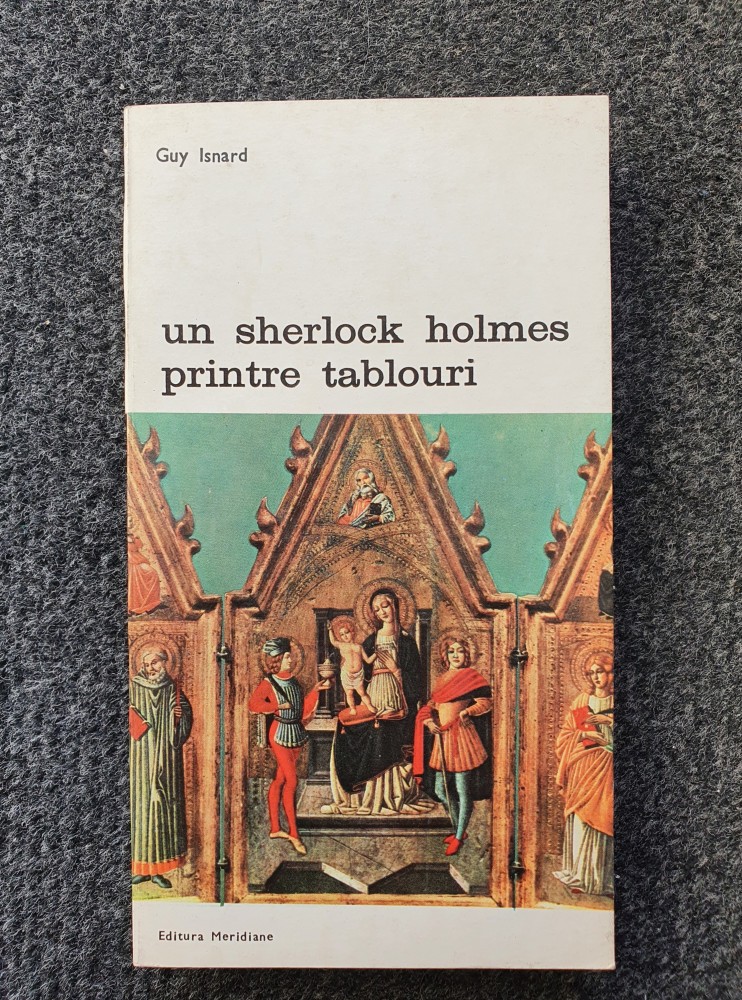 Guy Isnard
un sherlock holmes
printre tablouri
Editura Meridiane